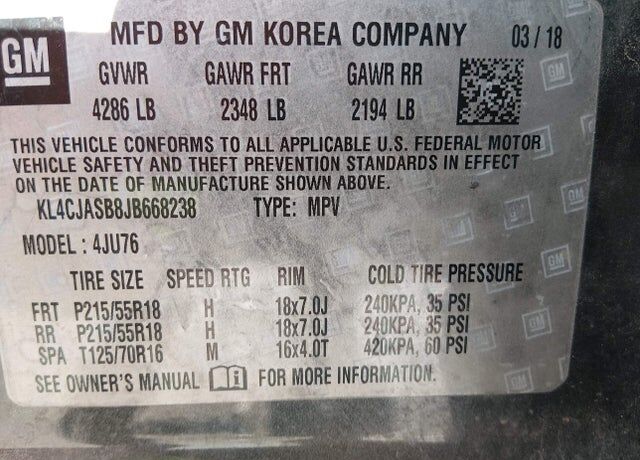 GM
MFD BY GM KOREA COMPANY 03 / 18
GVWR GAWR FRT GAWR RR
4286 LB 2348 LB 2194 LB
THIS VEHICLE CONFORMS TO ALL APPLICABLE U.S. FEDERAL MOTOR
VEHICLE SAFETY AND THEFT PREVENTION STANDARDS IN EFFECT
ON THE DATE OF MANUFACTURE SHOWN ABOVE.
KL4CJASB8JB668238 TYPE: MPV
MODEL : 4JU76
TIRE SIZE SPEED RTG RIM COLD TIRE PRESSURE
FRT P215/55R18 H 18x7.0J 240KPA, 35 PSI
RR P215/55R18 H 18x7.0J 240KPA, 35 PSI
SPA T125/70R16 M 16x4.0T 420KPA, 60 PSI
SEE OWNER'S MANUAL FOR MORE INFORMATION.